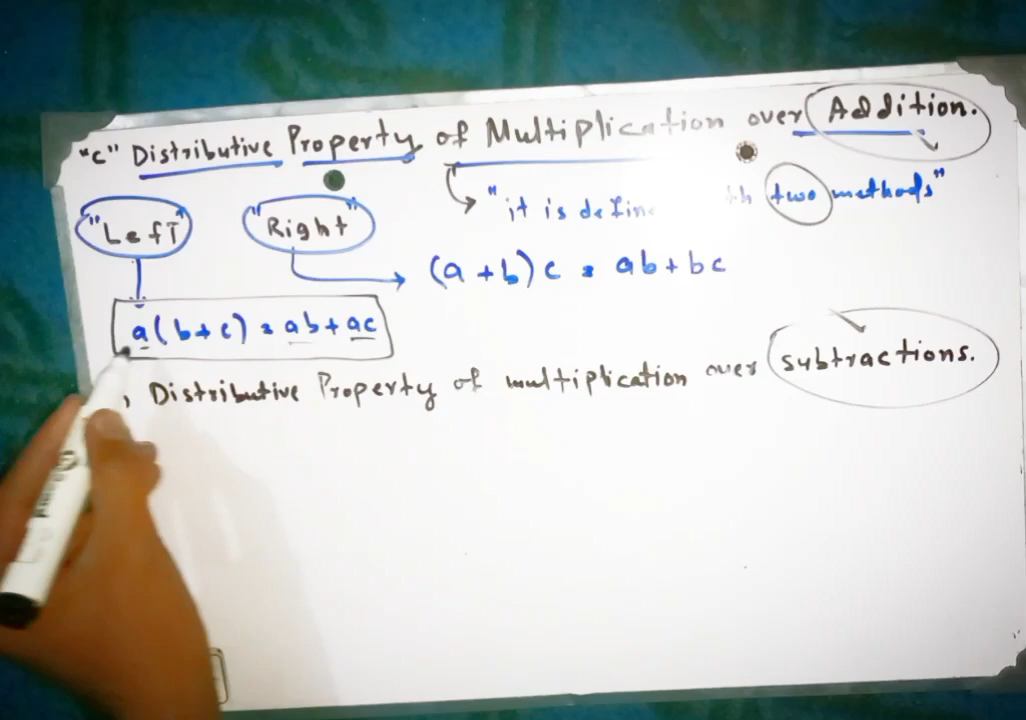 "c" Distributive Property of Multiplication over Addition.
"Left" "Right" "it is define th two methods"
(a + b) c = ab + bc
a(b+c) = ab + ac
, Distributive Property of multiplication over subtractions.